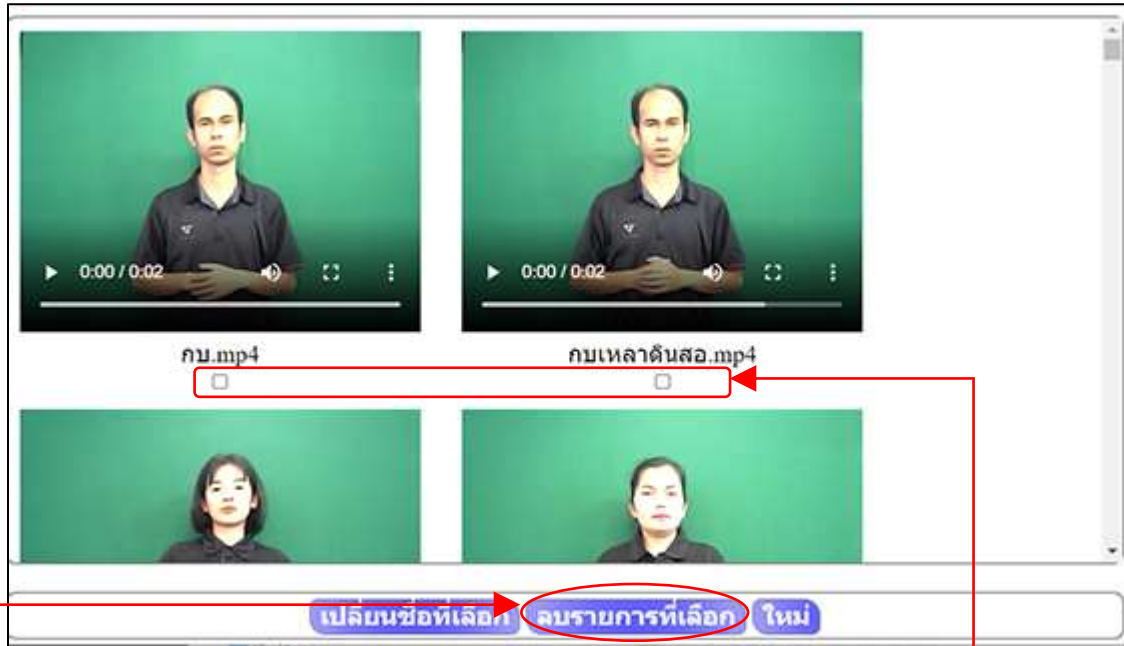 0:00 / 0:02
0:00 / 0:02
กบ.mp4
กบเหลาดินสอ.mp4
เปลี่ยนชื่อที่เลือก
ลบรายการที่เลือก
ใหม่